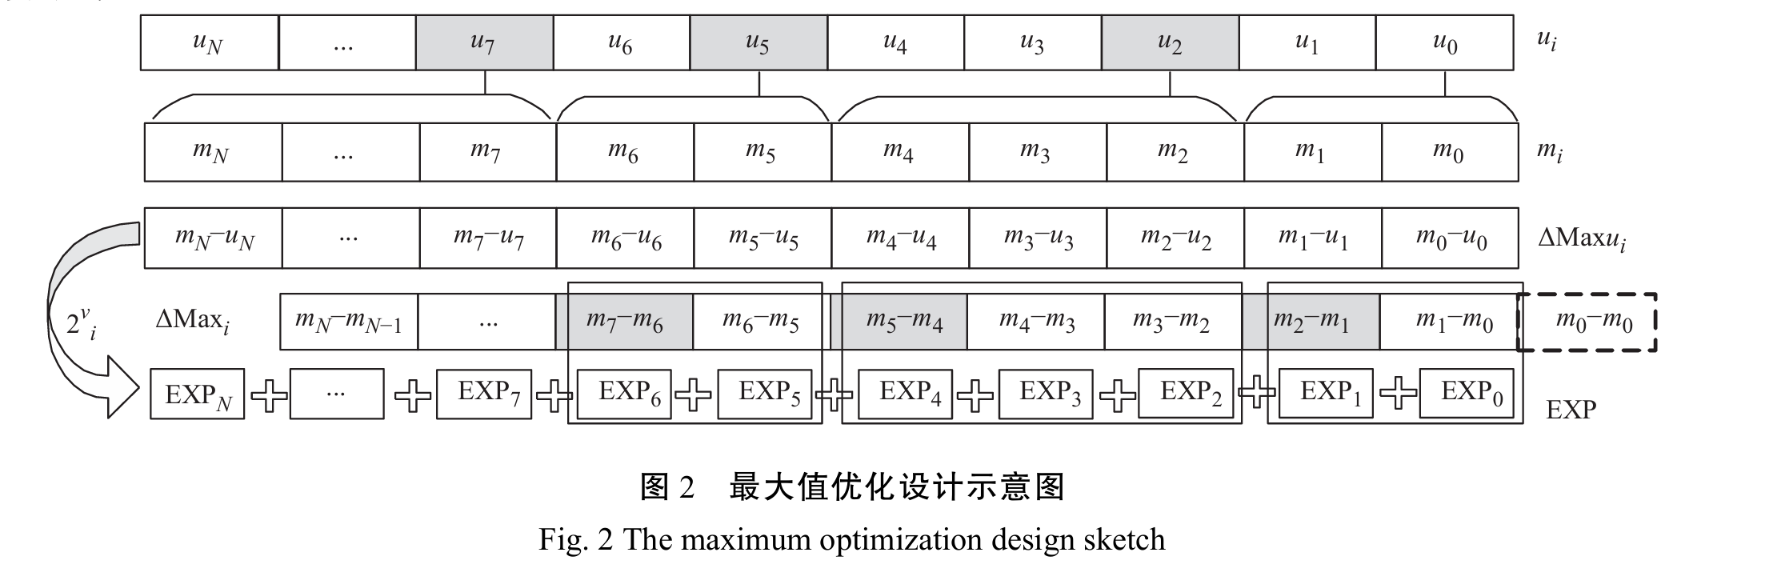 u_N ... u_7 u_6 u_5 u_4 u_3 u_2 u_1 u_0 u_i
m_N ... m_7 m_6 m_5 m_4 m_3 m_2 m_1 m_0 m_i
m_N−u_N ... m_7−u_7 m_6−u_6 m_5−u_5 m_4−u_4 m_3−u_3 m_2−u_2 m_1−u_1 m_0−u_0 ΔMaxu_i
2^v_i ΔMax_i m_N−m_{N−1} ... m_7−m_6 m_6−m_5 m_5−m_4 m_4−m_3 m_3−m_2 m_2−m_1 m_1−m_0 m_0−m_0
EXP_N + ... + EXP_7 + EXP_6 + EXP_5 + EXP_4 + EXP_3 + EXP_2 + EXP_1 + EXP_0 EXP
图 2 最大值优化设计示意图
Fig. 2 The maximum optimization design sketch